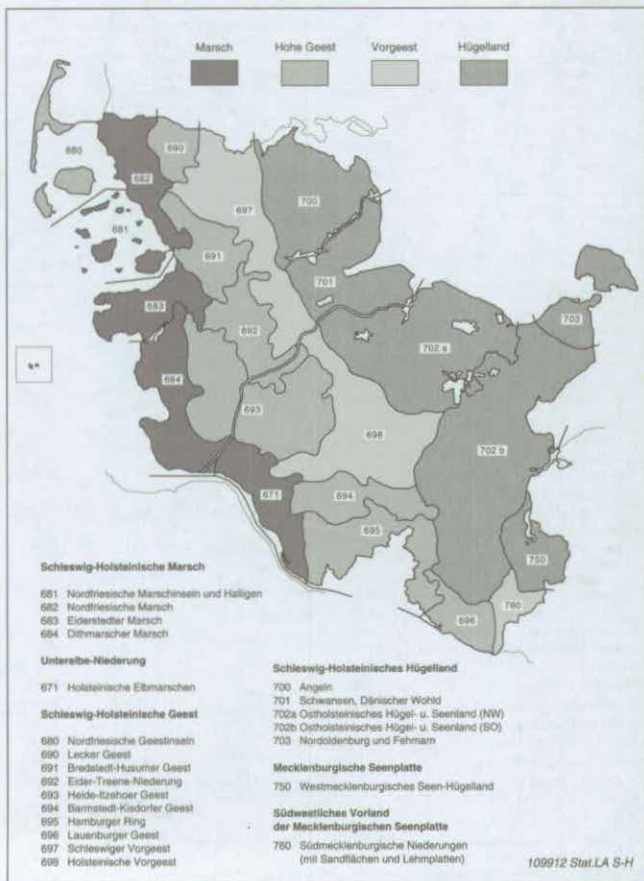 Marsch Hohe Geest Vorgeest Hügelland
680
690
682
697
700
681
691
701
683
703
692
702 a
684
693
698
702 b
671
694
695
750
760
696
Schleswig-Holsteinische Marsch
681 Nordfriesische Marschinseln und Halligen
682 Nordfriesische Marsch
683 Eiderstedter Marsch
684 Dithmarscher Marsch
Unterelbe-Niederung
671 Holsteinische Elbmarschen
Schleswig-Holsteinische Geest
680 Nordfriesische Geestinseln
690 Lecker Geest
691 Bredstedt-Husumer Geest
692 Eider-Treene-Niederung
693 Heide-Itzehoer Geest
694 Barmstedt-Kisdorfer Geest
695 Hamburger Ring
696 Lauenburger Geest
697 Schleswiger Vorgeest
698 Holsteinische Vorgeest
Schleswig-Holsteinisches Hügelland
700 Angeln
701 Schwansen, Dänischer Wohld
702a Ostholsteinisches Hügel- u. Seenland (NW)
702b Ostholsteinisches Hügel- u. Seenland (SO)
703 Nordoldenburg und Fehmarn
Mecklenburgische Seenplatte
750 Westmecklenburgisches Seen-Hügelland
Südwestliches Vorland
der Mecklenburgischen Seenplatte
760 Südmecklenburgische Niederungen
(mit Sandflächen und Lehmplatten)
109912 Stat.LA S-H